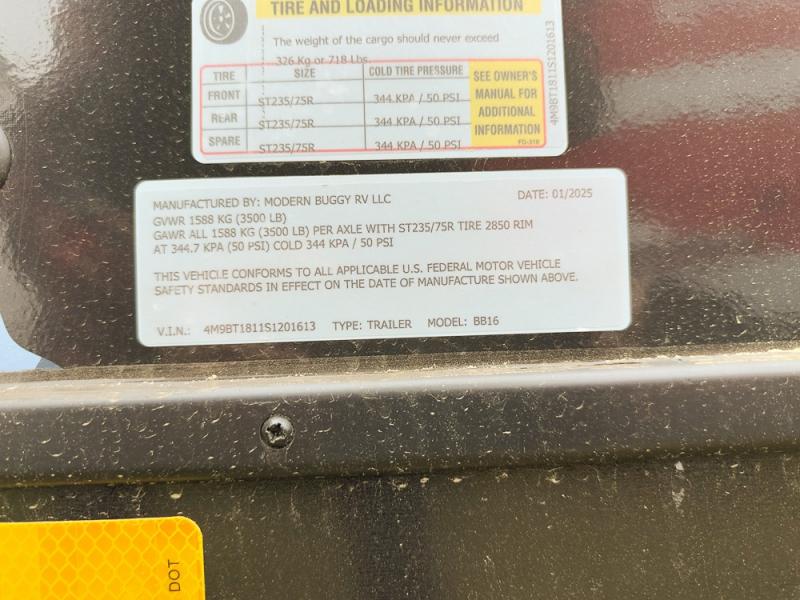 TIRE AND LOADING INFORMATION
The weight of the cargo should never exceed
326 Kg or 718 Lbs.
TIRE SIZE COLD TIRE PRESSURE
FRONT ST235/75R 344 KPA / 50 PSI
REAR ST235/75R 344 KPA / 50 PSI
SPARE ST235/75R 344 KPA / 50 PSI
SEE OWNER'S
MANUAL FOR
ADDITIONAL
INFORMATION
4M9BT1811S1201613
MANUFACTURED BY: MODERN BUGGY RV LLC DATE: 01/2025
GVWR 1588 KG (3500 LB)
GAWR ALL 1588 KG (3500 LB) PER AXLE WITH ST235/75R TIRE 2850 RIM
AT 344.7 KPA (50 PSI) COLD 344 KPA / 50 PSI
THIS VEHICLE CONFORMS TO ALL APPLICABLE U.S. FEDERAL MOTOR VEHICLE
SAFETY STANDARDS IN EFFECT ON THE DATE OF MANUFACTURE SHOWN ABOVE.
V.I.N.: 4M9BT1811S1201613 TYPE: TRAILER MODEL: BB16
DOT